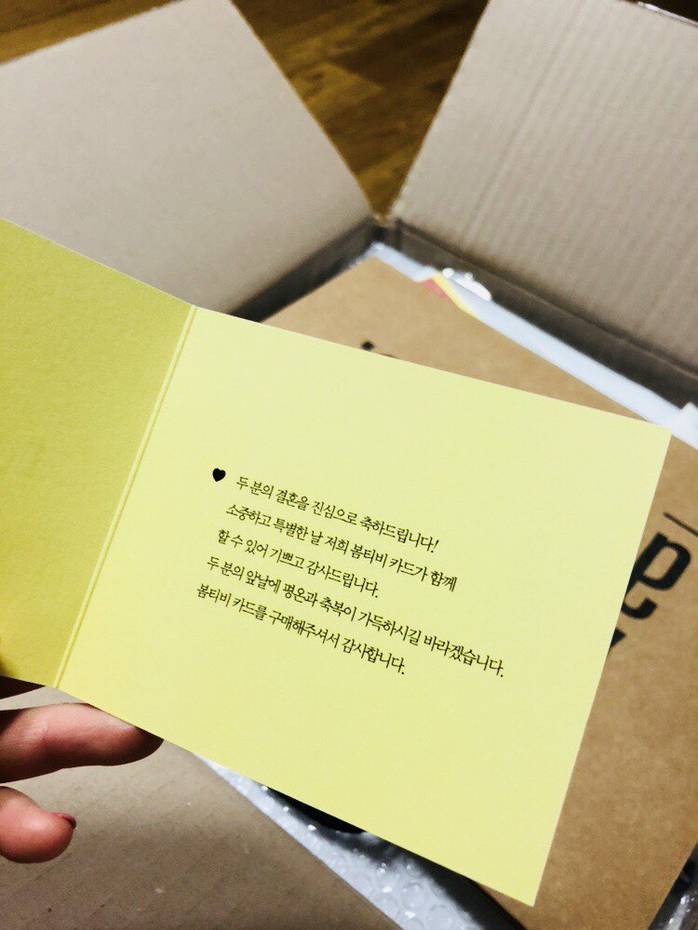 ♥ 두 분의 결혼을 진심으로 축하드립니다!
소중하고 특별한 날 저희 봄티비 카드가 함께
할 수 있어 기쁘고 감사드립니다.
두 분의 앞날에 평온과 축복이 가득하시길 바라겠습니다.
봄티비 카드를 구매해주셔서 감사합니다.